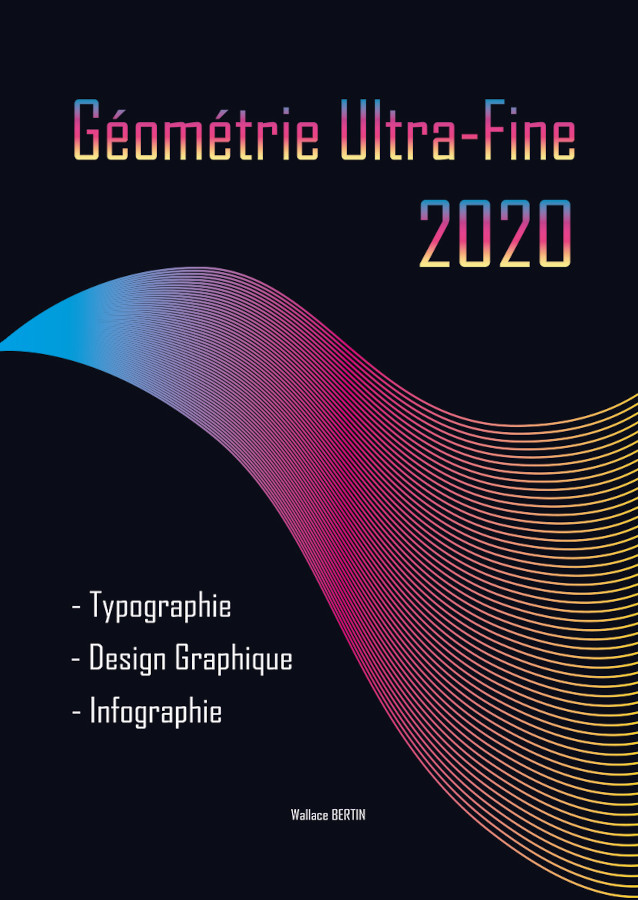 Géométrie Ultra-Fine
2020
- Typographie
- Design Graphique
- Infographie
Wallace BERTIN